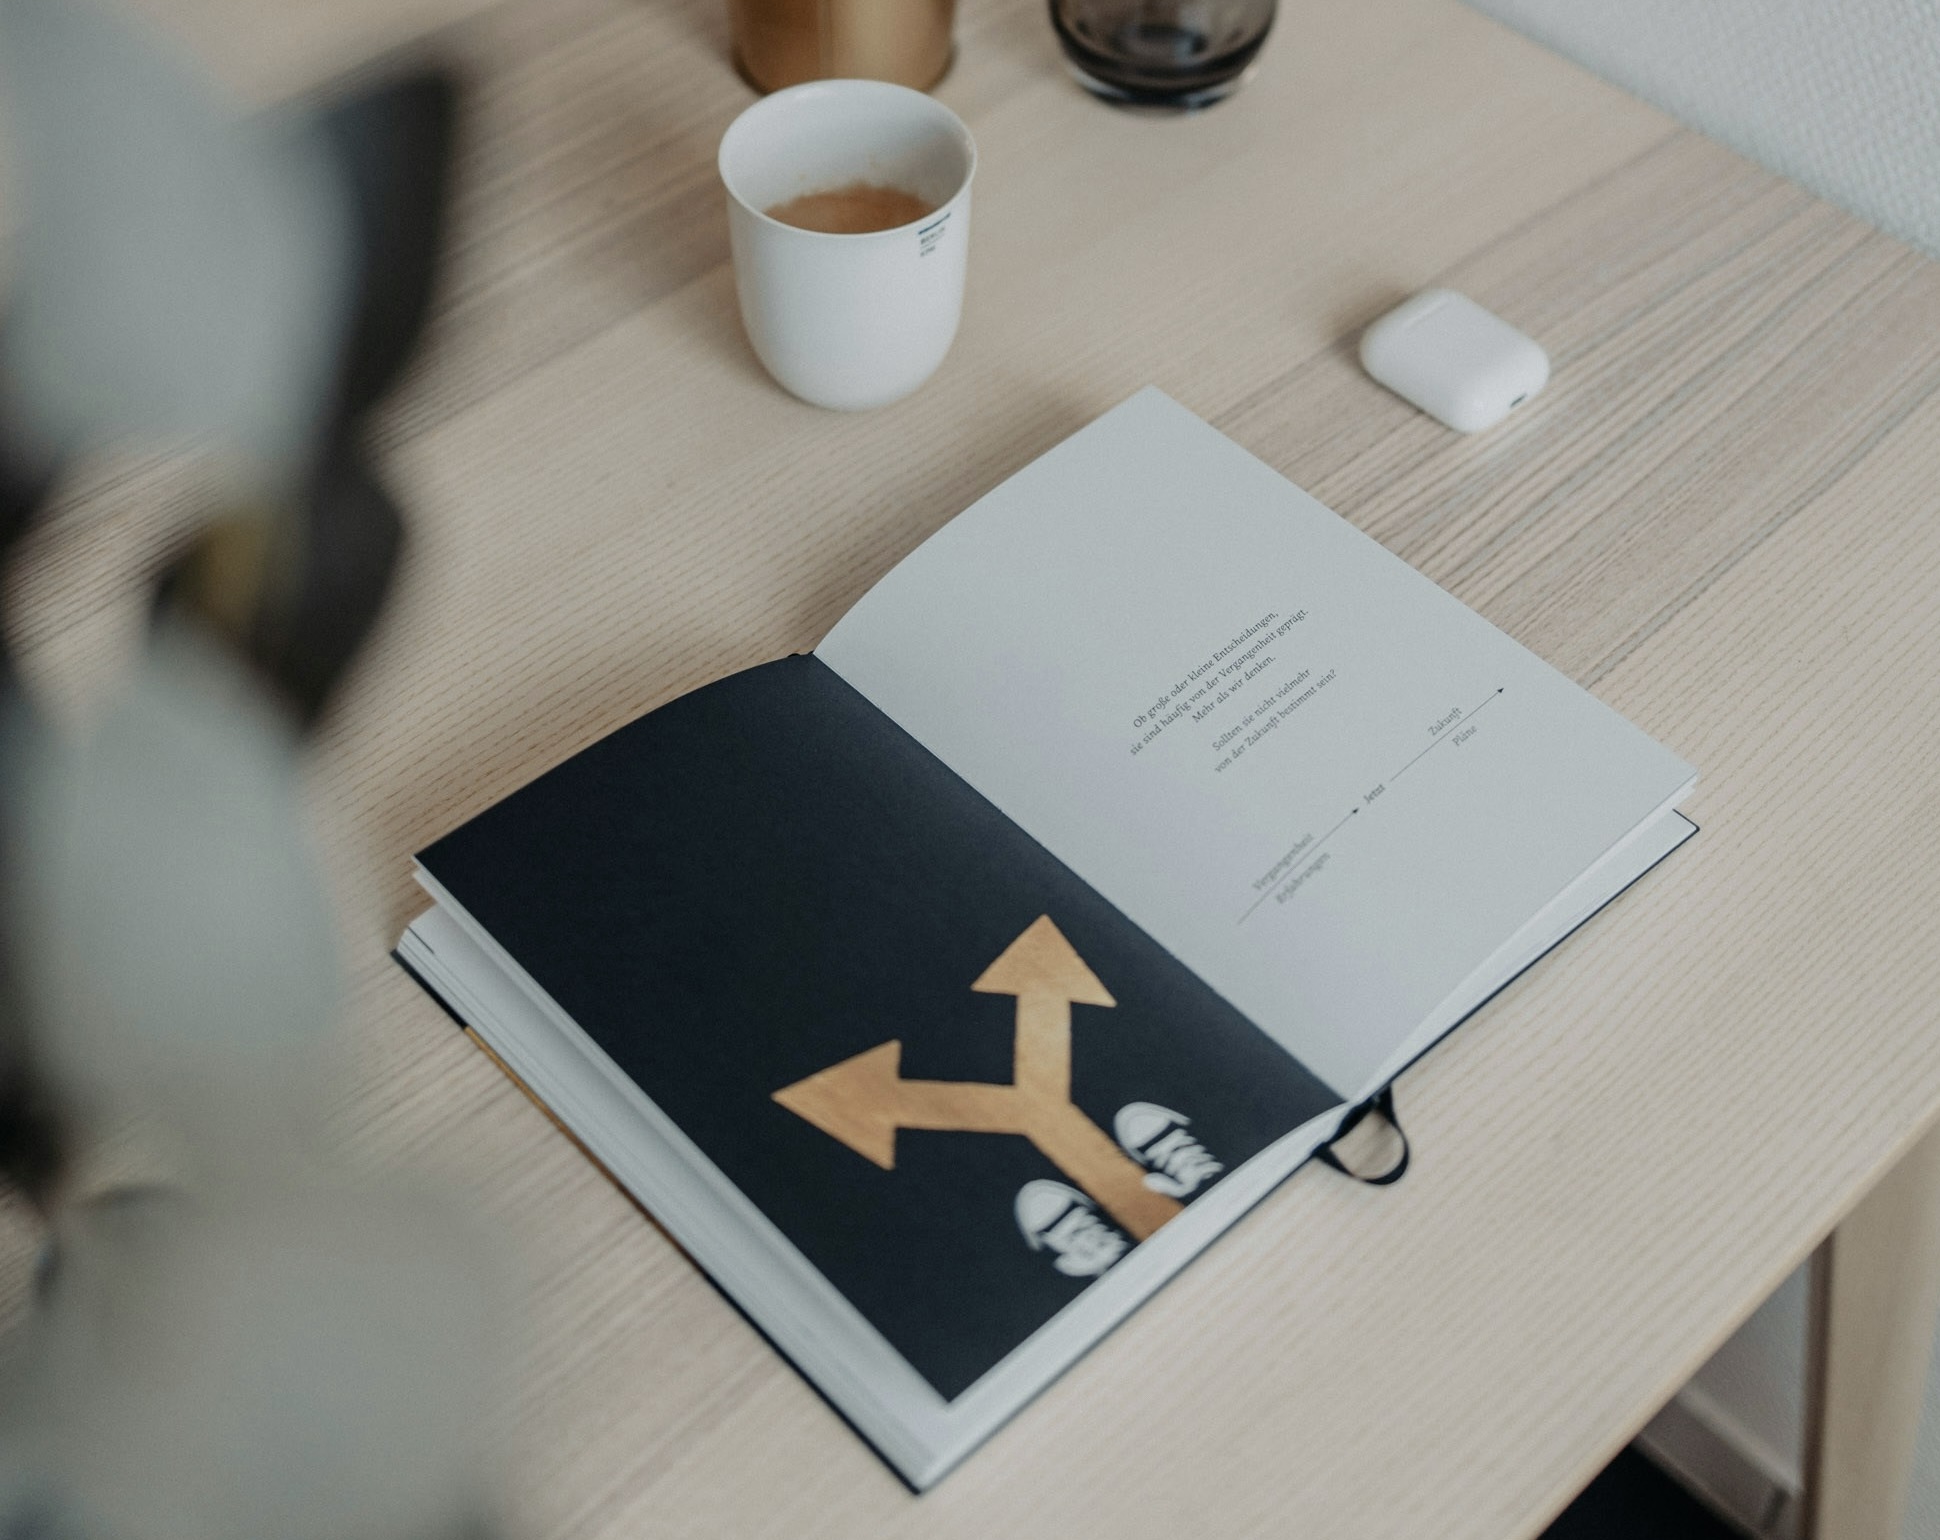 Ob große oder kleine Entscheidungen,
sie sind häufig von der Vergangenheit geprägt.
Mehr als wir denken.
Sollten sie nicht vielmehr
von der Zukunft bestimmt sein?
Zukunft
Pläne
Jetzt
Vergangenheit
Erfahrungen